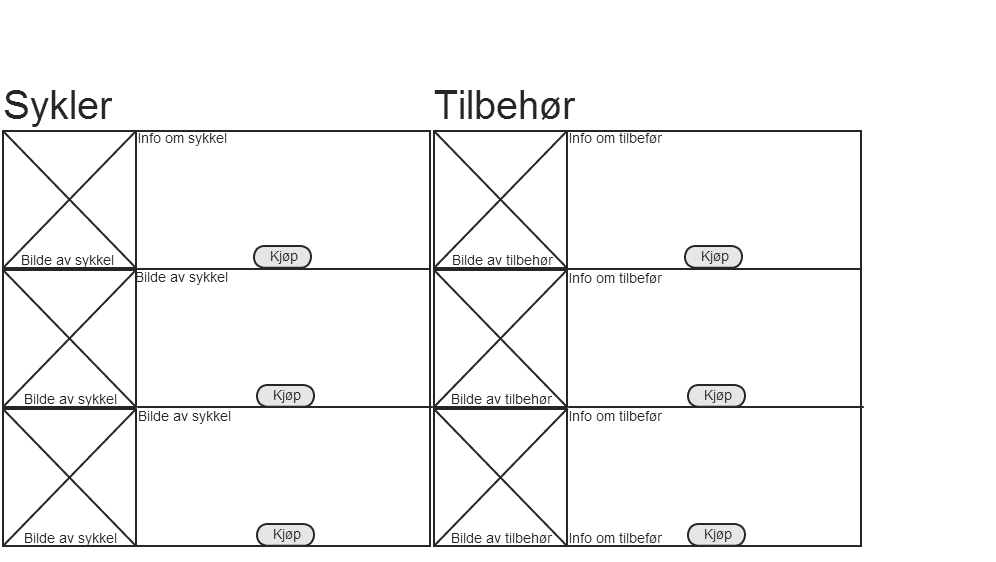 Sykler
Info om sykkel
Bilde av sykkel
Kjøp
Bilde av sykkel
Bilde av sykkel
Kjøp
Bilde av sykkel
Bilde av sykkel
Kjøp
Tilbehør
Info om tilbefør
Bilde av tilbehør
Kjøp
Info om tilbefør
Bilde av tilbehør
Kjøp
Info om tilbefør
Bilde av tilbehør
Info om tilbefør
Kjøp